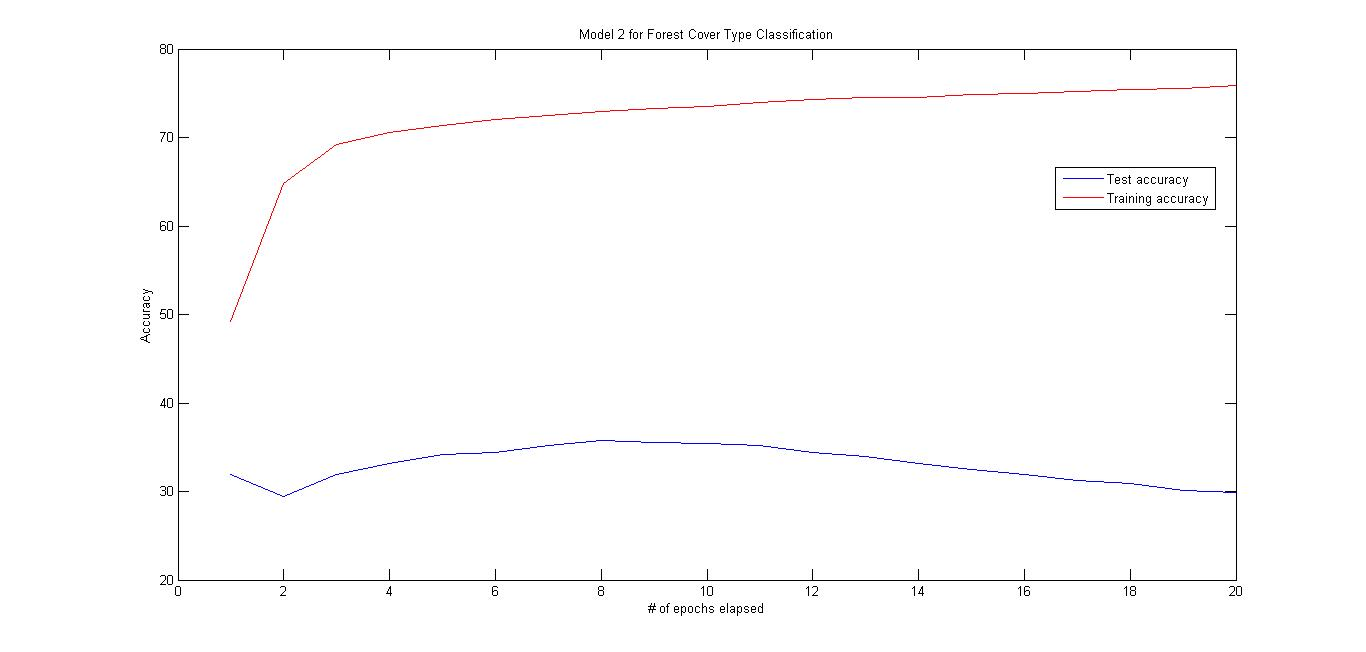 Model 2 for Forest Cover Type Classification
80
70
60
50
40
30
20
Accuracy
Test accuracy
Training accuracy
0 2 4 6 8 10 12 14 16 18 20
# of epochs elapsed